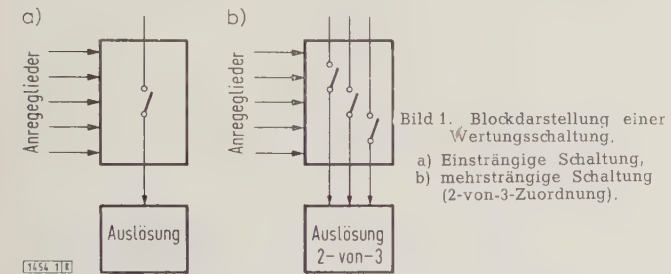 a)
b)
Anregeglieder
Anregeglieder
Auslösung
Auslösung
2-von-3
Bild 1. Blockdarstellung einer
Wertungsschaltung.
a) Einsträngige Schaltung,
b) mehrsträngige Schaltung
(2-von-3-Zuordnung).
1454 1 K